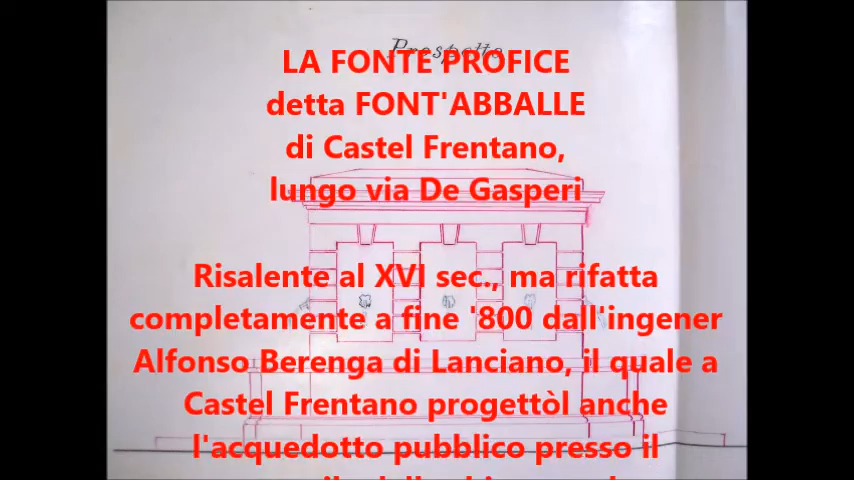 Prospetto
LA FONTE PROFICE
detta FONT'ABBALLE
di Castel Frentano,
lungo via De Gasperi
Risalente al XVI sec., ma rifatta
completamente a fine '800 dall'ingener
Alfonso Berenga di Lanciano, il quale a
Castel Frentano progettòl anche
l'acquedotto pubblico presso il